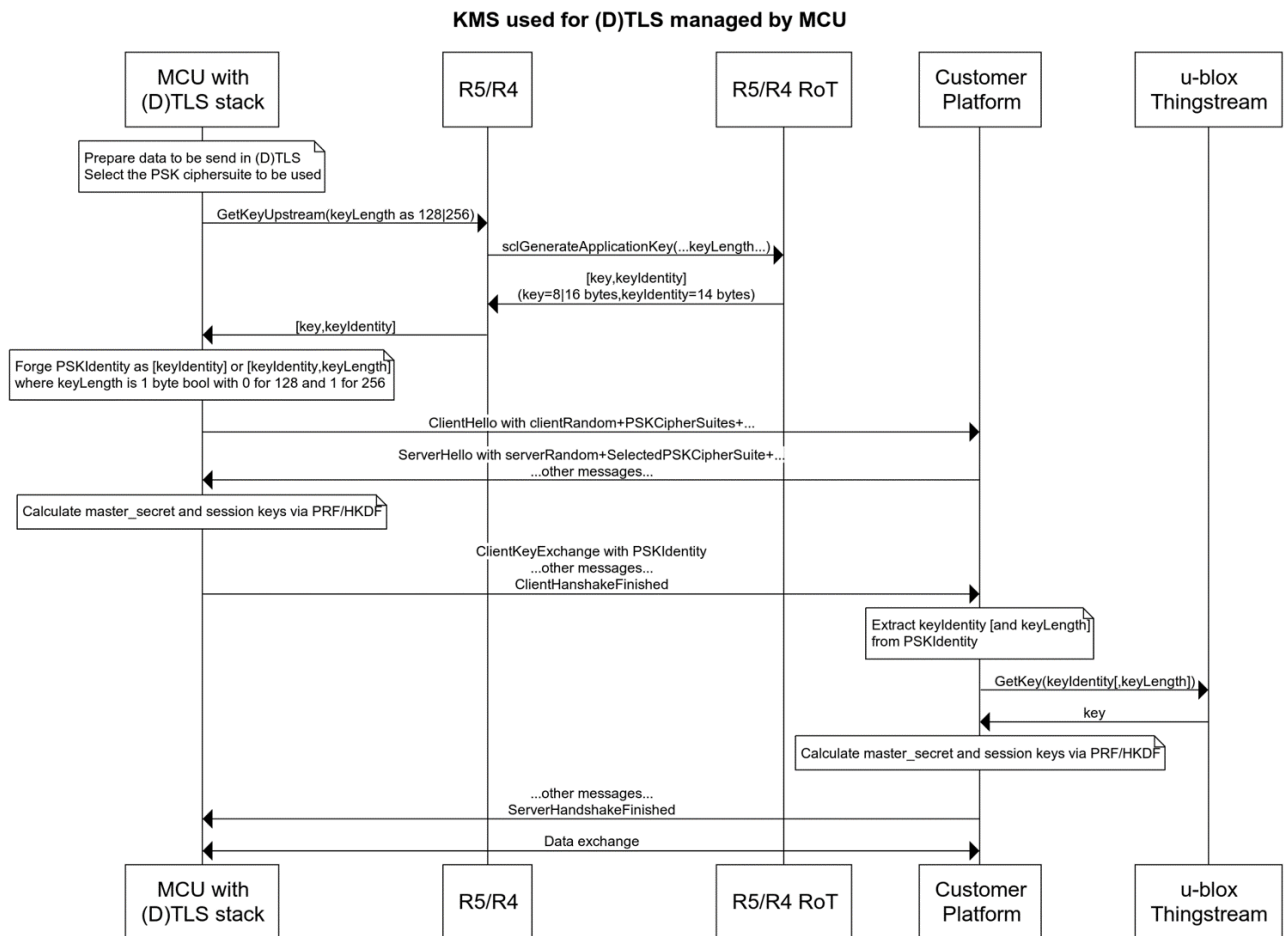 KMS used for (D)TLS managed by MCU
MCU with
(D)TLS stack
R5/R4
R5/R4 RoT
Customer
Platform
u-blox
Thingstream
Prepare data to be send in (D)TLS
Select the PSK ciphersuite to be used
GetKeyUpstream(keyLength as 128|256)
sclGenerateApplicationKey(...keyLength...)
[key,keyIdentity]
(key=8|16 bytes,keyIdentity=14 bytes)
[key,keyIdentity]
Forge PSKIdentity as [keyIdentity] or [keyIdentity,keyLength]
where keyLength is 1 byte bool with 0 for 128 and 1 for 256
ClientHello with clientRandom+PSKCipherSuites+...
ServerHello with serverRandom+SelectedPSKCipherSuite+...
...other messages...
Calculate master_secret and session keys via PRF/HKDF
ClientKeyExchange with PSKIdentity
...other messages...
ClientHanshakeFinished
Extract keyIdentity [and keyLength]
from PSKIdentity
GetKey(keyIdentity[,keyLength])
key
Calculate master_secret and session keys via PRF/HKDF
...other messages...
ServerHandshakeFinished
Data exchange
MCU with
(D)TLS stack
R5/R4
R5/R4 RoT
Customer
Platform
u-blox
Thingstream